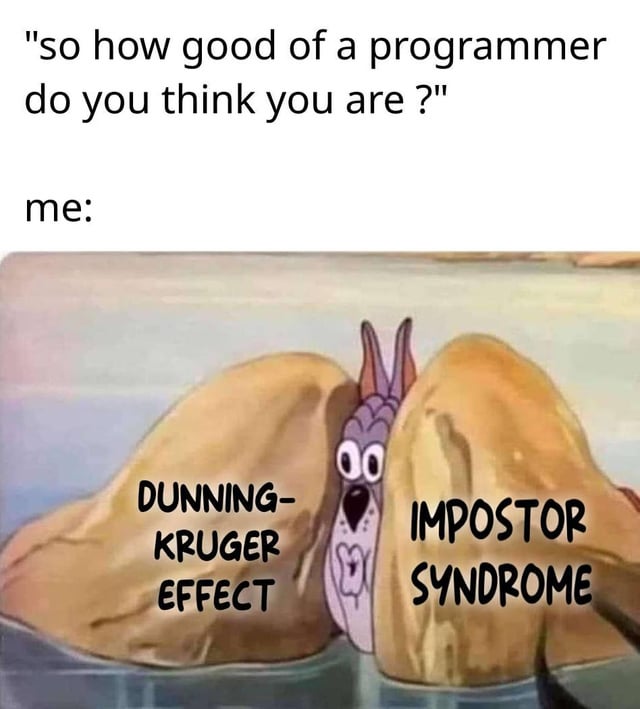 "so how good of a programmer
do you think you are ?"
me:
DUNNING-
KRUGER
EFFECT
IMPOSTOR
SYNDROME